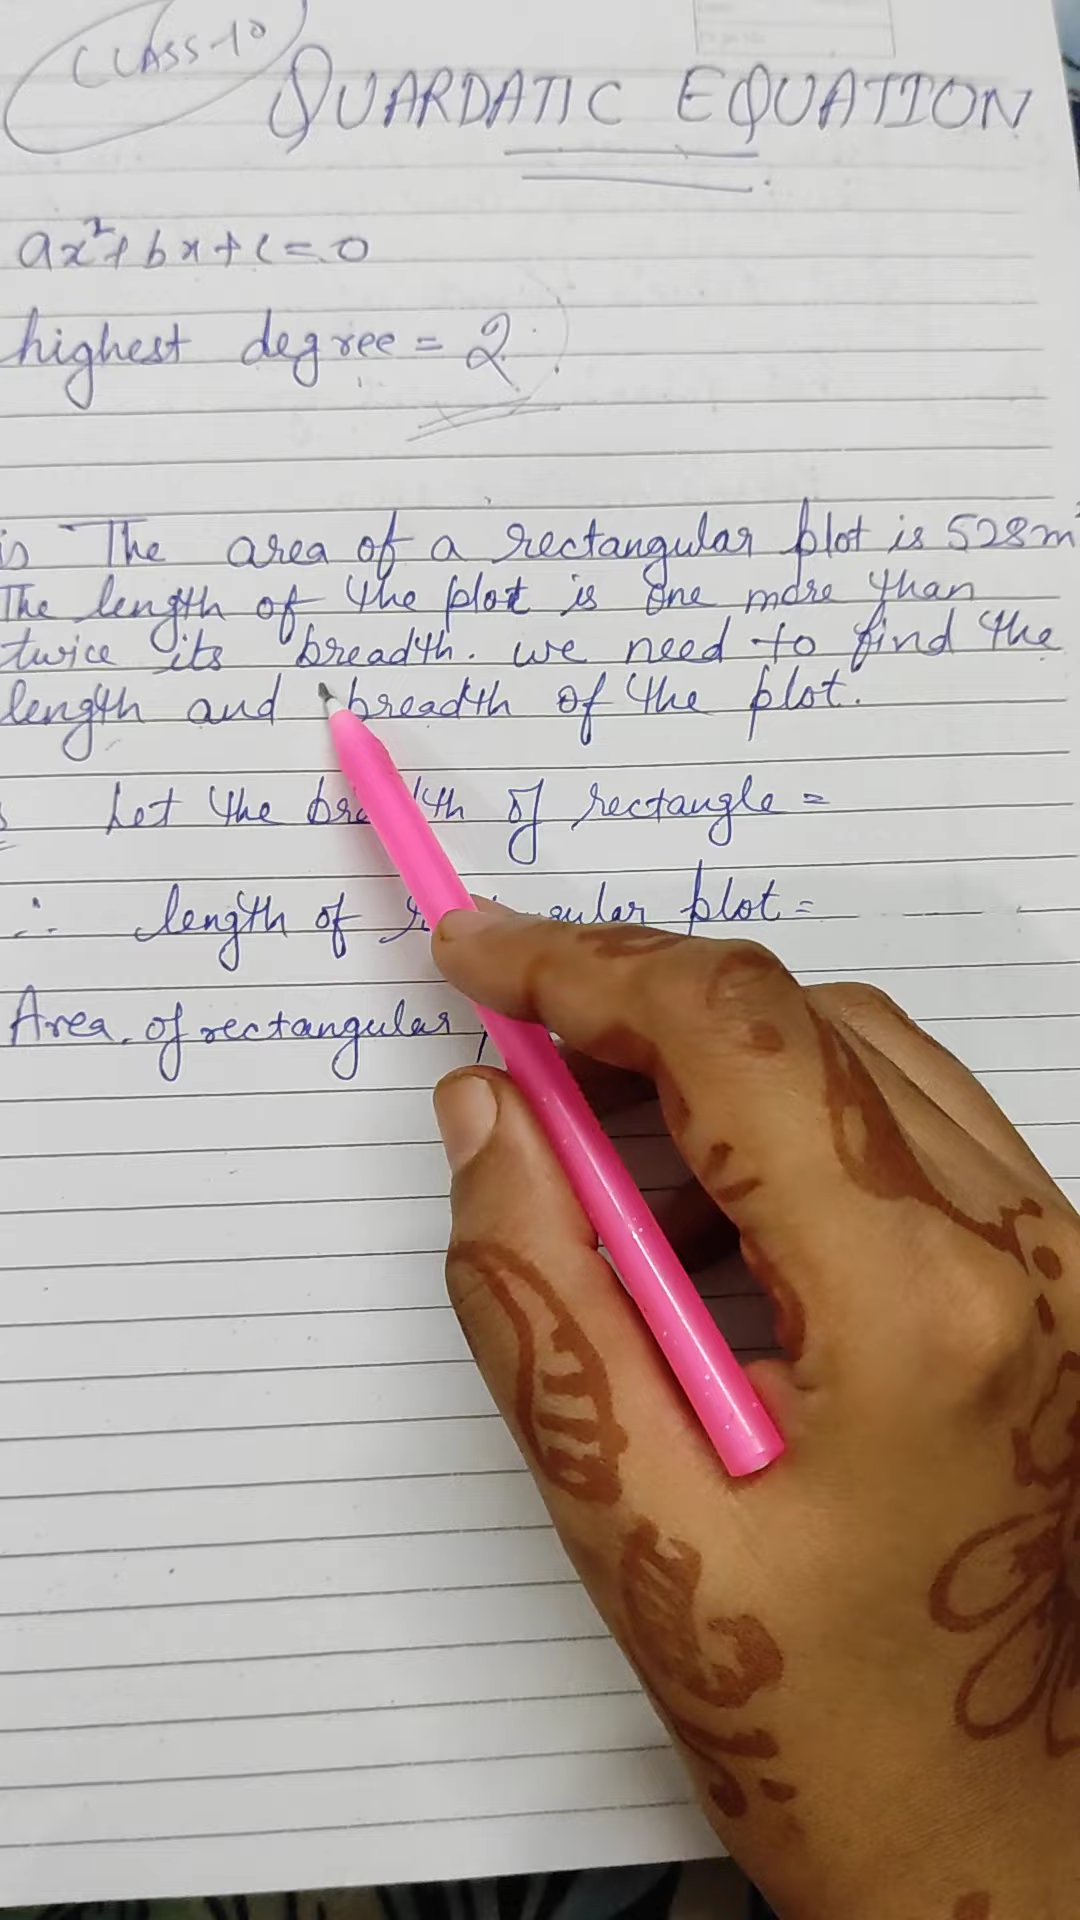 CLASS-10
QUARDATIC EQUATION
ax²+bx+c=0
highest degree = 2
The area of a rectangular plot is 528m²
The length of the plot is one more than
twice its breadth. we need to find the
length and breadth of the plot.
Let the breadth of rectangle =
∴ length of plot =
Area of rectangular